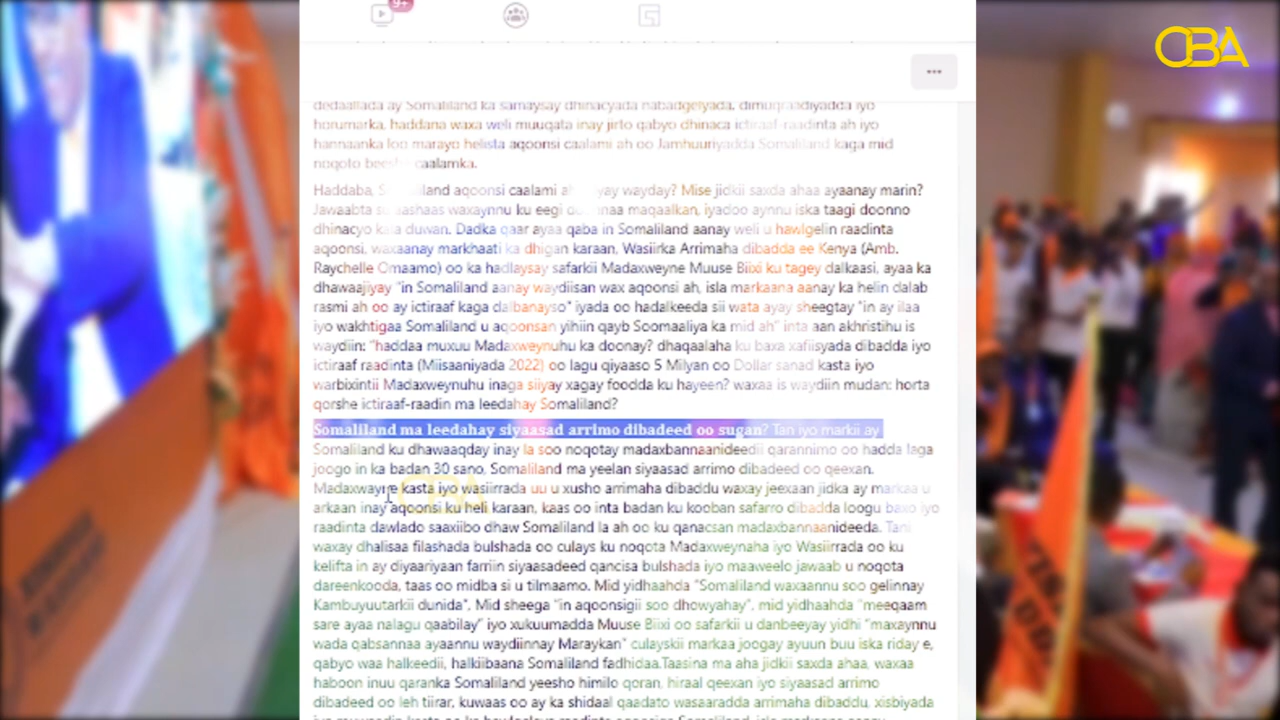 9+
OBA
...
dedaallada ay Somaliland ka samaysay dhinacyada nabadgelyada, dimuqraadiyadda iyo
horumarka, haddana waxa weli muuqata inay jirto qabyo dhinaca ictiraaf-raadinta ah iyo
hannaanka loo marayo helista aqoonsi caalami ah oo Jamhuuriyadda Somaliland kaga mid
noqoto caalamka.
Haddaba, aqoonsi caalami wayday? Mise jidkii saxda ahaa ayaanay marin?
Jawaabta waxaynnu ku eegi maqaalkan, iyadoo aynnu iska taagi doonno
dhinacyo kala duwan. Dadka qaar ayaa qaba in Somaliland aanay weli u hawlgelin raadinta
aqoonsi, waxaanay markhaati ka dhigan karaan, Wasiirka Arrimaha dibadda ee Kenya (Amb.
Raychelle Omaamo) oo ka hadlaysay safarkii Madaxweyne Muuse Biixi ku tagey dalkaasi, ayaa ka
dhawaajiyay "in Somaliland aanay waydiisan wax aqoonsi ah, isla markaana aanay ka helin dalab
rasmi ah oo ay ictiraaf kaga dalbanayso" iyada oo hadalkeeda sii wata ayay sheegtay "in ay ilaa
iyo wakhtigaa Somaliland u aqoonsan yihiin qayb Soomaaliya ka mid ah" inta aan akhristihu is
waydiin: "haddaa muxuu Madaxweynuhu ka doonay? dhaqaalaha ku baxa xafiisyada dibadda iyo
ictiraaf raadinta (Miisaaniyada 2022) oo lagu qiyaaso 5 Milyan oo Dollar sanad kasta iyo
warbixintii Madaxweynuhu inaga siiyay xagay foodda ku hayeen? waxaa is waydiin mudan: horta
qorshe ictiraaf-raadin ma leedahay Somaliland?
Somaliland ma leedahay siyaasad arrimo dibadeed oo sugan? Tan iyo markii ay
Somaliland ku dhawaaqday inay la soo noqotay madaxbannaanideedii qarannimo oo hadda laga
joogo in ka badan 30 sano, Somaliland ma yeelan siyaasad arrimo dibadeed oo qeexan.
Madaxwayne kasta iyo wasiirrada uu u xusho arrimaha dibaddu waxay jeexaan jidka ay markaa u
arkaan inay aqoonsi ku heli karaan, kaas oo inta badan ku kooban safarro dibadda loogu baxo iyo
raadinta dawlado saaxiibo dhaw Somaliland la ah oo ku qanacsan madaxbannaanideeda. Tani
waxay dhalisaa filashada bulshada oo culays ku noqota Madaxweynaha iyo Wasiirrada oo ku
kelifta in ay diyaariyaan farriin siyaasadeed qancisa bulshada iyo maaweelo jawaab u noqota
dareenkooda, taas oo midba si u tilmaamo. Mid yidhaahda "Somaliland waxaannu soo gelinnay
Kambuyuutarkii dunida", Mid sheega "in aqoonsigii soo dhowyahay". mid yidhaahda "meeqaam
sare ayaa nalagu qaabilay" iyo xukuumadda Muuse Biixi oo safarkii u danbeeyay yidhi "maxaynnu
wada qabsannaa ayaannu waydiinnay Maraykan" culayskii markaa joogay ayuun buu iska riday e,
qabyo waa halkeedii, halkiibaana Somaliland fadhidaa.Taasina ma aha jidkii saxda ahaa, waxaa
haboon inuu qaranka Somaliland yeesho himilo qoran, hiraal qeexan iyo siyaasad arrimo
dibadeed oo leh tiirar, kuwaas oo ay ka shidaal qaadato wasaaradda arrimaha dibaddu, xisbiyada